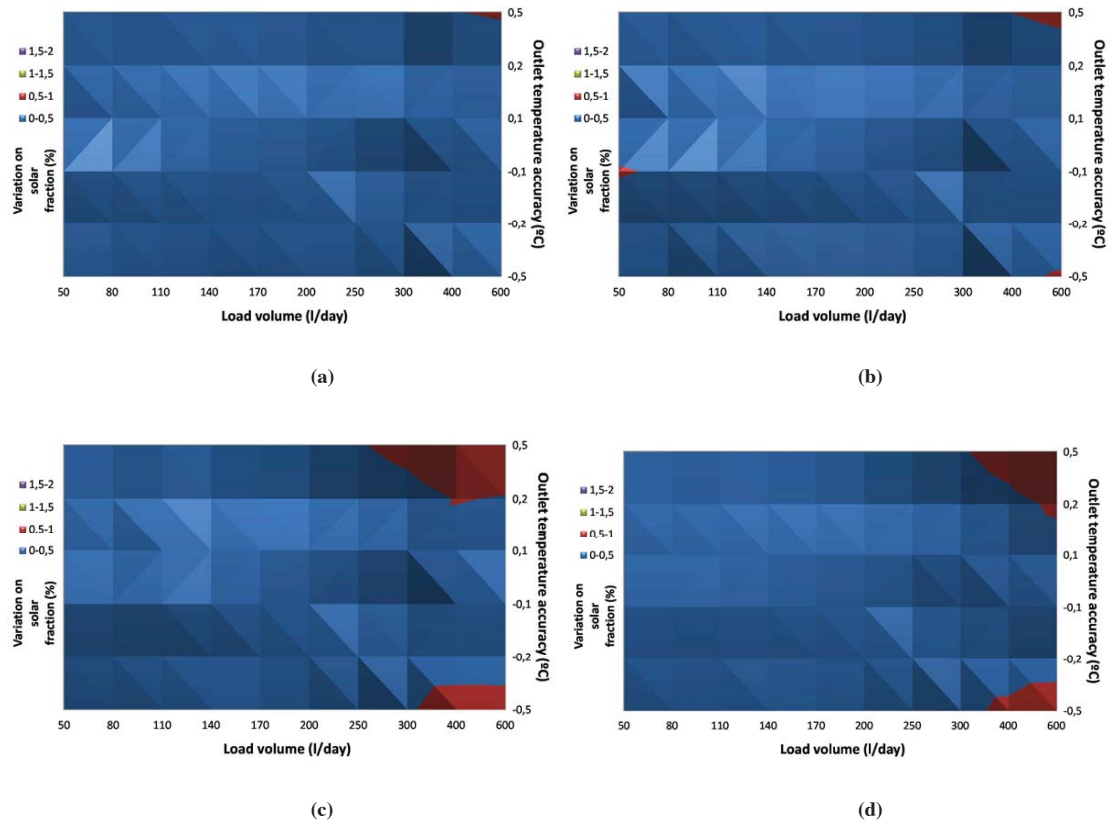 1,5-2
1-1,5
0,5-1
0-0,5
Variation on
solar
fraction (%)
0,5
0,2
0,1
-0,1
-0,2
-0,5
Outlet temperature accuracy (ºC)
50 80 110 140 170 200 250 300 400 600
Load volume (l/day)
(a)
1,5-2
1-1,5
0,5-1
0-0,5
Variation on
solar
fraction (%)
0,5
0,2
0,1
-0,1
-0,2
-0,5
Outlet temperature accuracy (ºC)
50 80 110 140 170 200 250 300 400 600
Load volume (l/day)
(b)
1,5-2
1-1,5
0,5-1
0-0,5
Variation on
solar
fraction (%)
0,5
0,2
0,1
-0,1
-0,2
-0,5
Outlet temperature accuracy (ºC)
50 80 110 140 170 200 250 300 400 600
Load volume (l/day)
(c)
1,5-2
1-1,5
0,5-1
0-0,5
Variation on
solar
fraction (%)
0,5
0,2
0,1
-0,1
-0,2
-0,5
Outlet temperature accuracy (ºC)
50 80 110 140 170 200 250 300 400 600
Load volume (l/day)
(d)